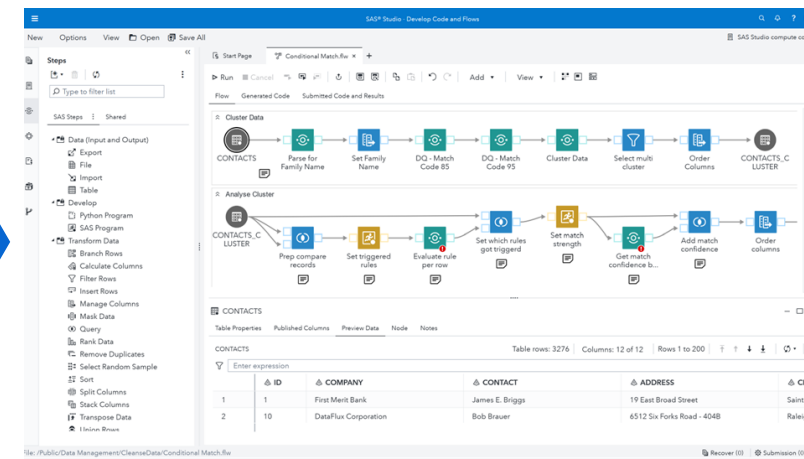 SAS® Studio - Develop Code and Flows
New Options View Open Save All
SAS Studio compute co
Steps
Type to filter list
SAS Steps Shared
Data (Input and Output)
Export
File
Import
Table
Develop
Python Program
SAS Program
Transform Data
Branch Rows
Calculate Columns
Filter Rows
Insert Rows
Manage Columns
Mask Data
Query
Rank Data
Remove Duplicates
Select Random Sample
Sort
Split Columns
Stack Columns
Transpose Data
Union Rows
Start Page Conditional Match.flw × +
Run Cancel Add View
Flow Generated Code Submitted Code and Results
Cluster Data
CONTACTS
Parse for
Family Name
Set Family
Name
DQ - Match
Code 85
DQ - Match
Code 95
Cluster Data
Select multi
cluster
Order
Columns
CONTACTS_C
LUSTER
Analyse Cluster
CONTACTS_C
LUSTER
Prep compare
records
Set triggered
rules
Evaluate rule
per row
Set which rules
got triggerd
Set match
strength
Get match
confidence b...
Add match
confidence
Order
columns
CONTACTS
Table Properties Published Columns Preview Data Node Notes
CONTACTS Table rows: 3276 Columns: 12 of 12 Rows 1 to 200
Enter expression
ID COMPANY CONTACT ADDRESS CI
1 1 First Merit Bank James E. Briggs 19 East Broad Street Saint
2 10 DataFlux Corporation Bob Brauer 6512 Six Forks Road - 404B Ralei
File: /Public/Data Management/CleanseData/Conditional Match.flw
Recover (0) Submission (0